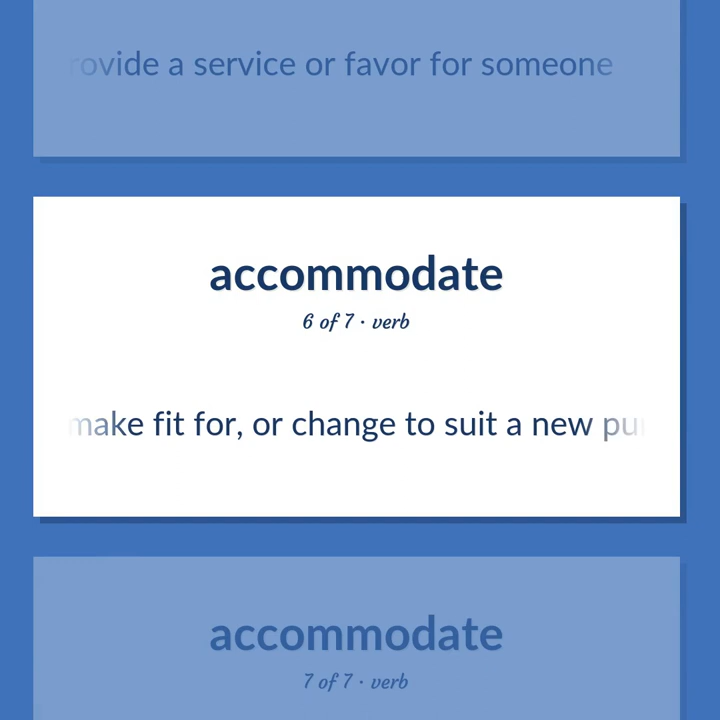 rovide a service or favor for someone
accommodate
6 of 7 · verb
make fit for, or change to suit a new
accommodate
7 of 7 · verb